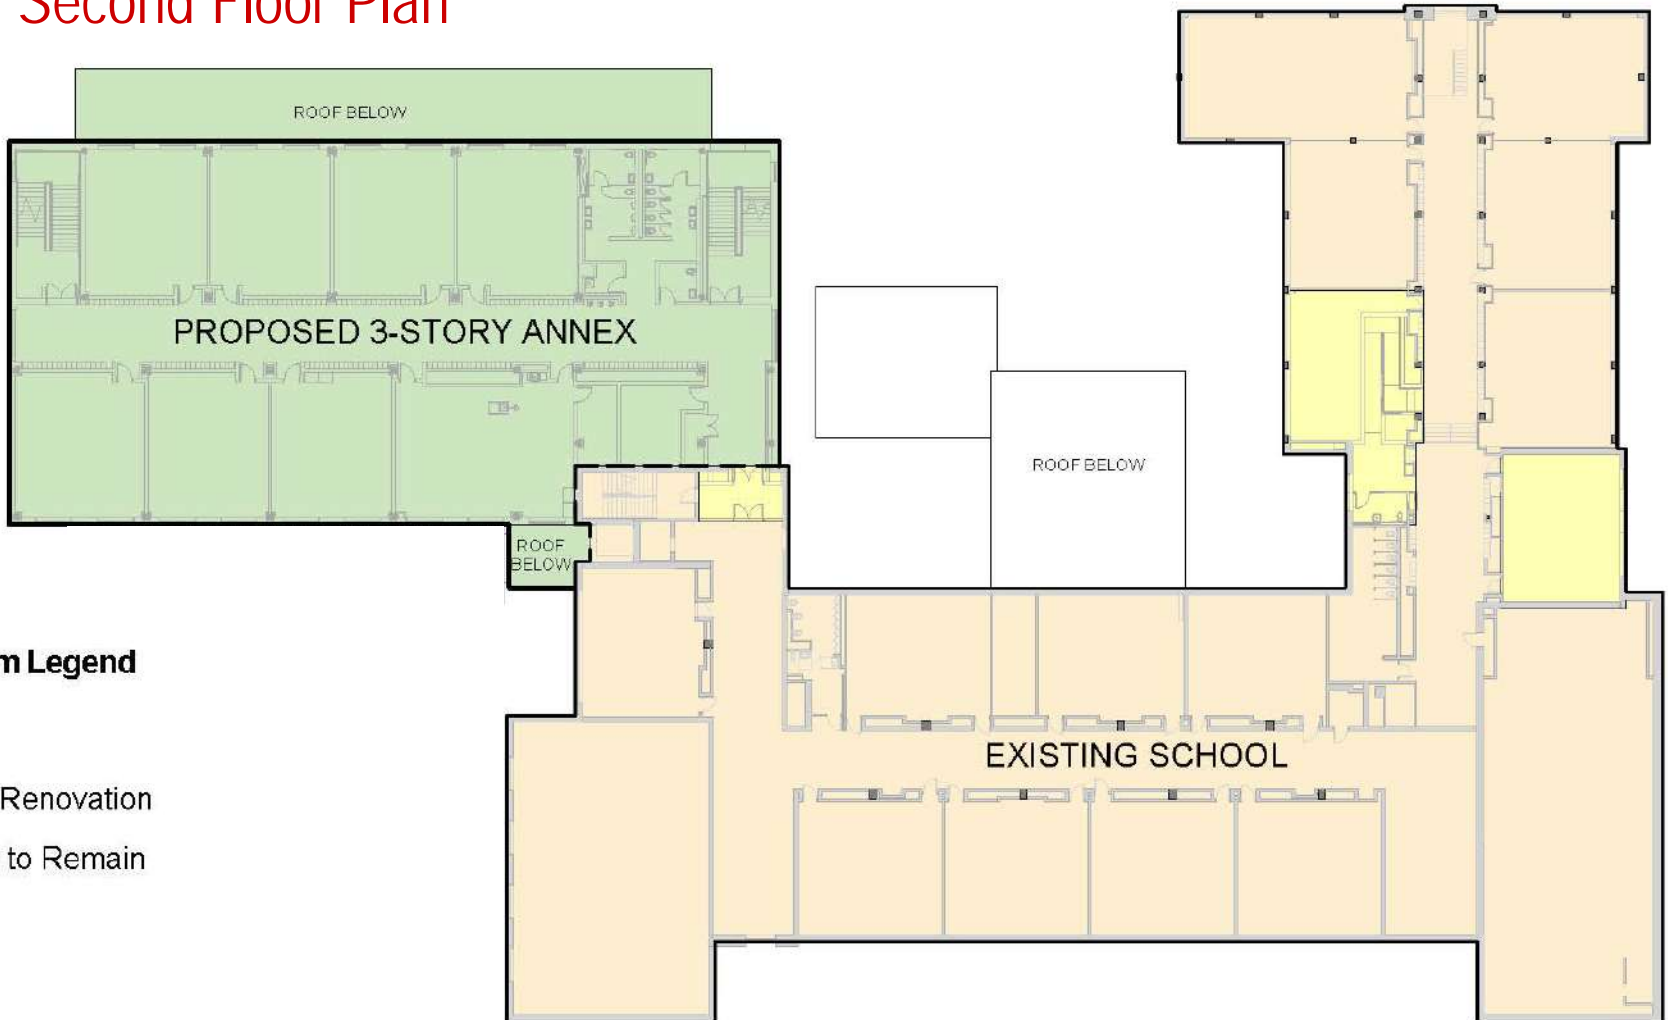 Second Floor Plan
ROOF BELOW
PROPOSED 3-STORY ANNEX
ROOF BELOW
ROOF
BELOW
m Legend
EXISTING SCHOOL
Renovation
to Remain